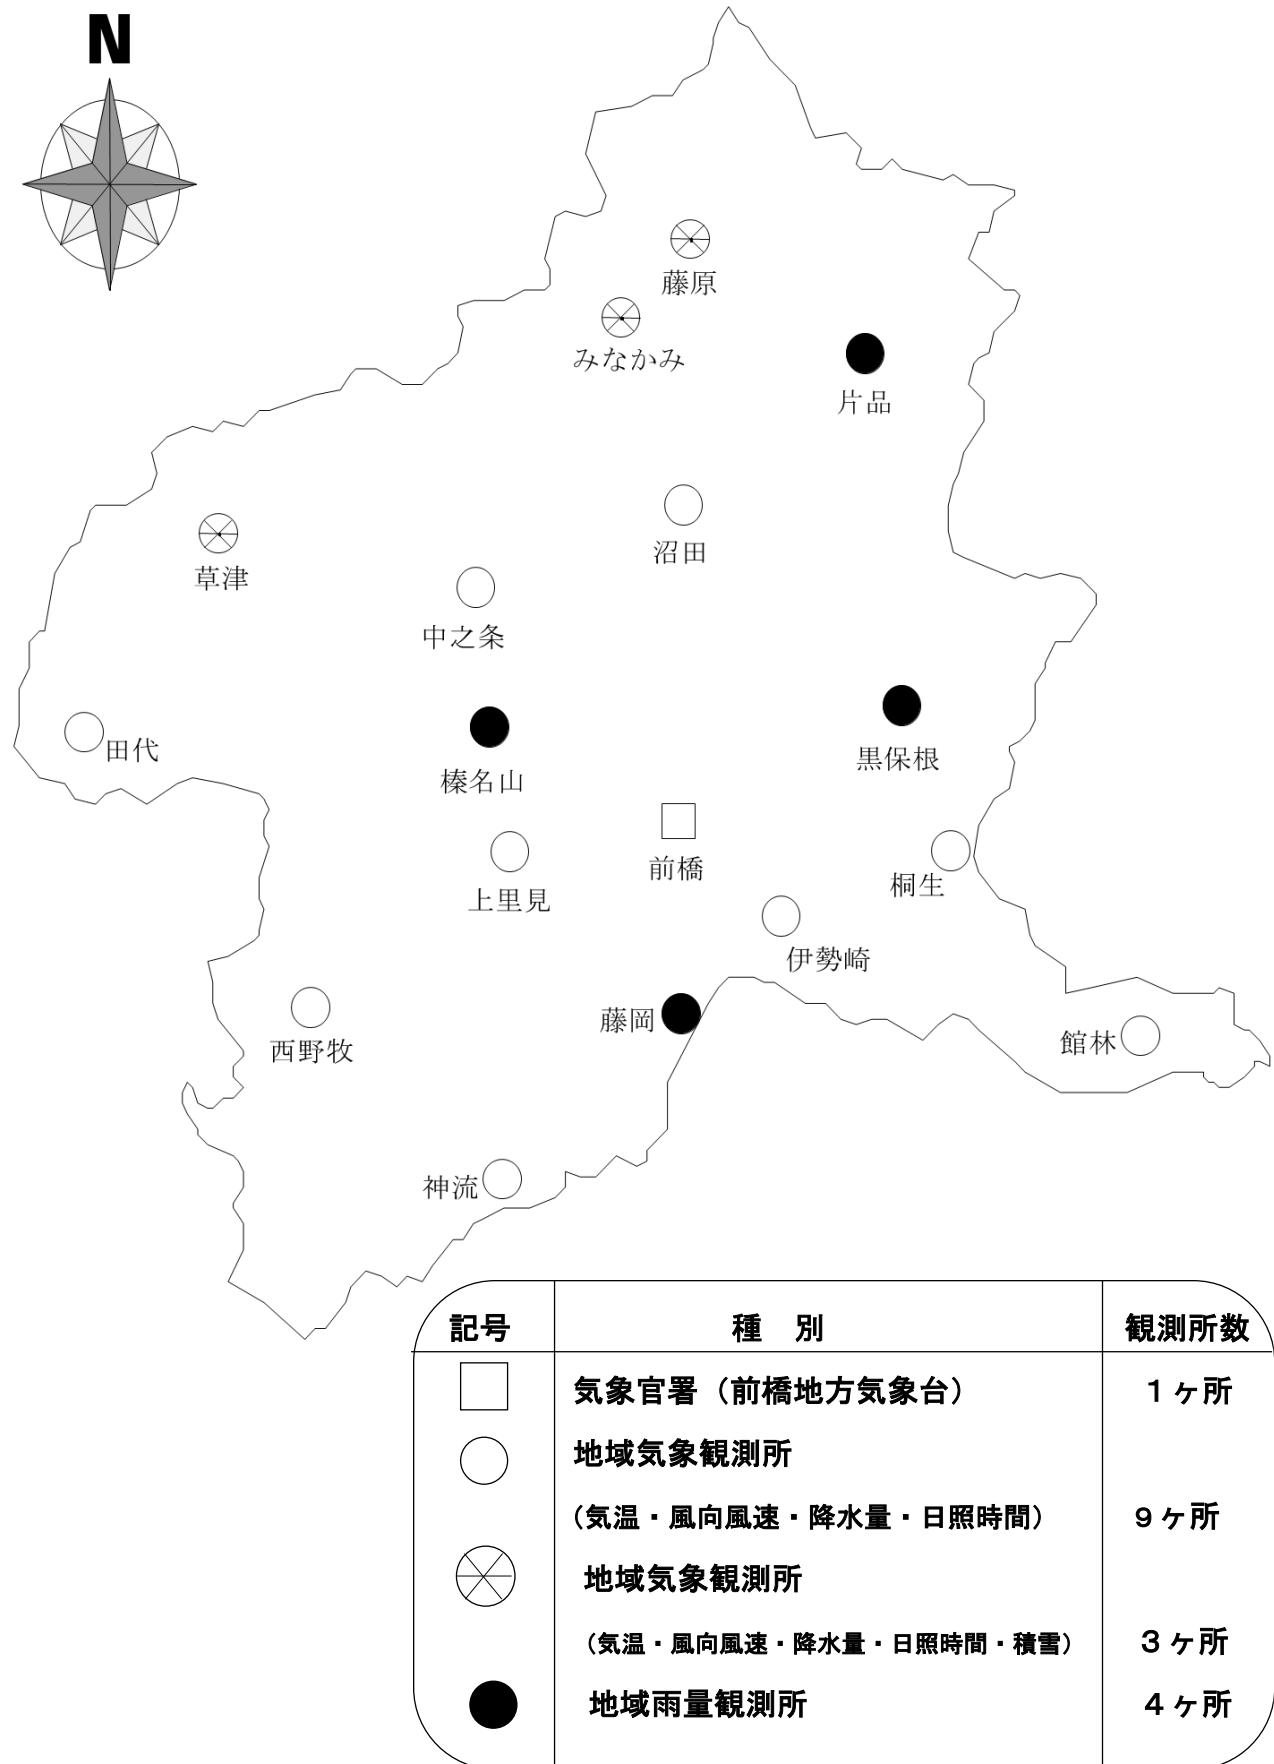 N
藤原
みなかみ
片品
沼田
草津
中之条
田代
榛名山
黒保根
前橋
上里見
桐生
伊勢崎
藤岡
館林
西野牧
神流
記号 種 別 観測所数
気象官署（前橋地方気象台） 1ヶ所
地域気象観測所
（気温・風向風速・降水量・日照時間） 9ヶ所
地域気象観測所
（気温・風向風速・降水量・日照時間・積雪） 3ヶ所
地域雨量観測所 4ヶ所